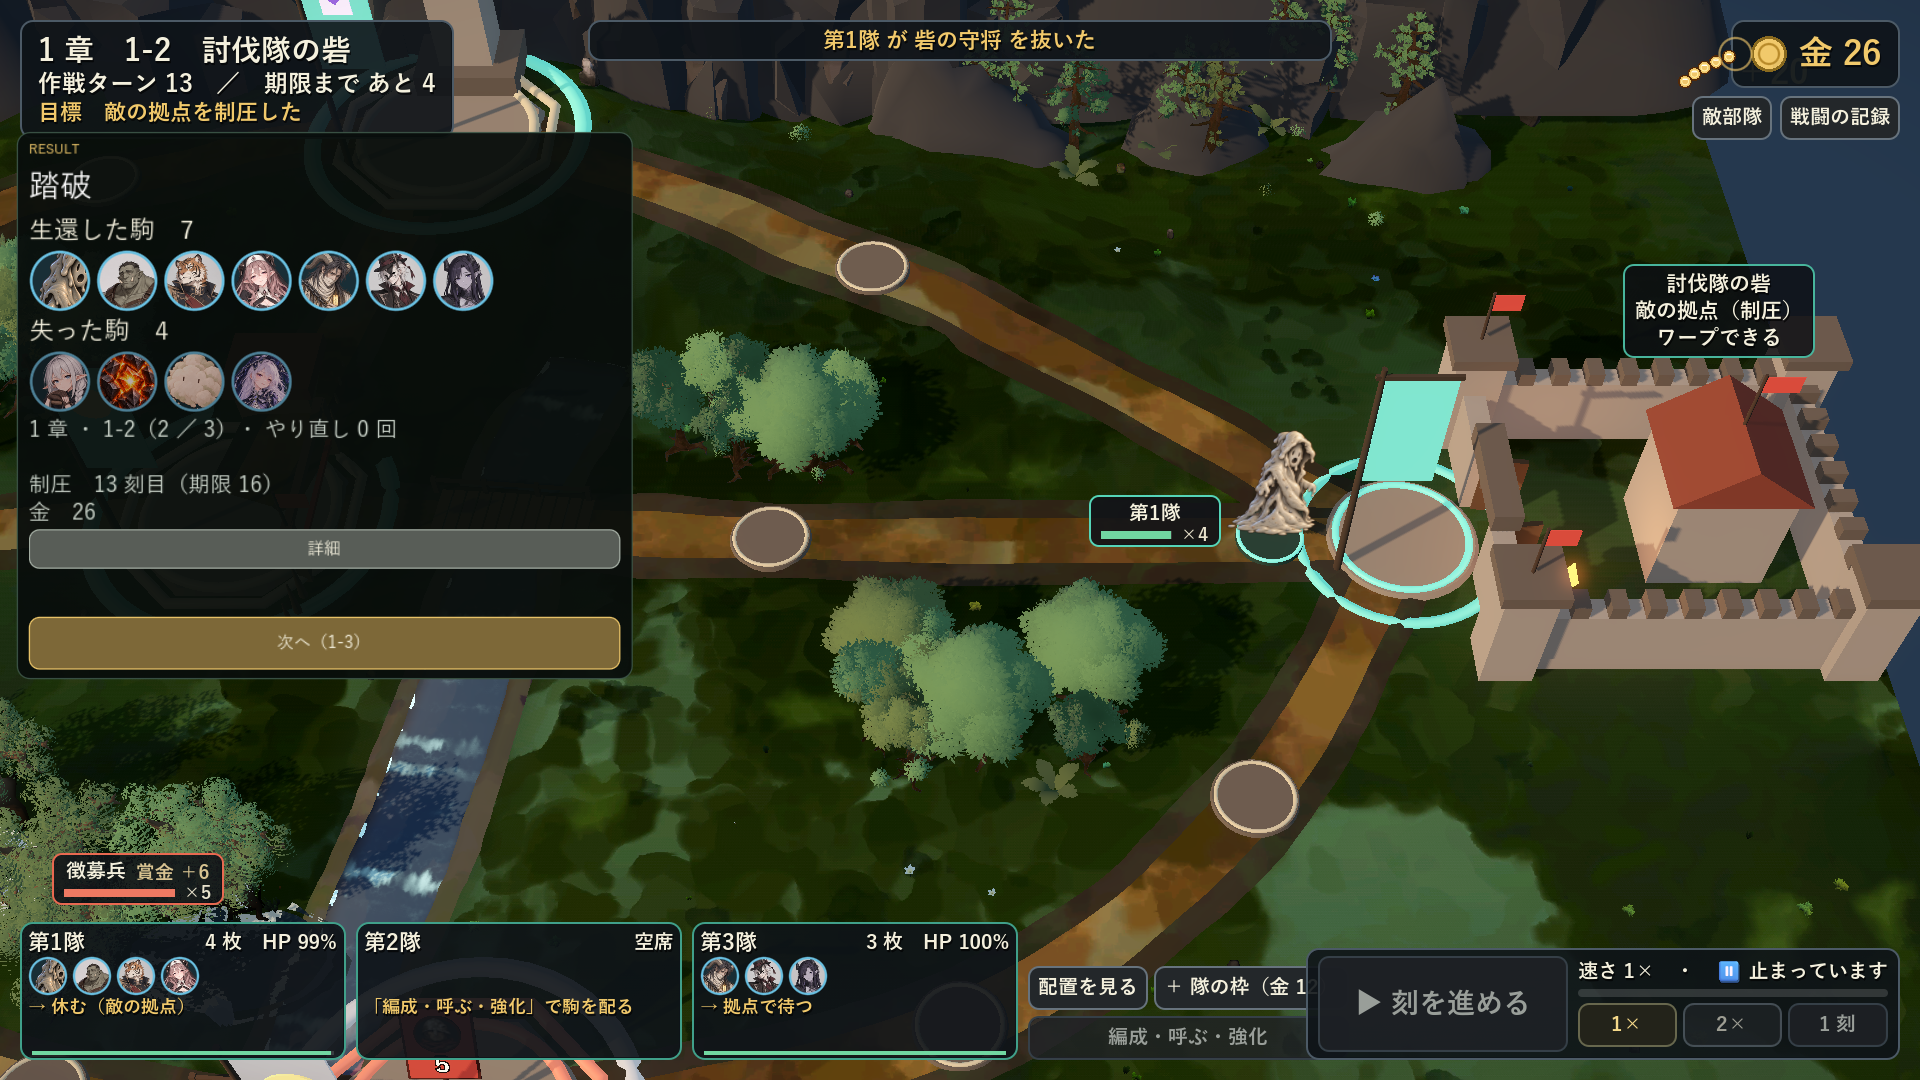 1 章　1-2　討伐隊の砦
作戦ターン 13　／　期限まで あと 4
目標　敵の拠点を制圧した
第1隊 が 砦の守将 を抜いた
金 26
敵部隊
戦闘の記録
RESULT
踏破
生還した駒　7
失った駒　4
1 章 ・ 1-2（2 ／ 3）・ やり直し 0 回
制圧　13 刻目（期限 16）
金　26
詳細
次へ（1-3）
討伐隊の砦
敵の拠点（制圧）
ワープできる
第1隊
×4
徴募兵 賞金 +6
×5
第1隊　4 枚　HP 99%
→ 休む（敵の拠点）
第2隊　空席
「編成・呼ぶ・強化」で駒を配る
第3隊　3 枚　HP 100%
→ 拠点で待つ
5
配置を見る
＋ 隊の枠（金 1
編成・呼ぶ・強化
▶ 刻を進める
速さ 1×　・　⏸ 止まっています
1×
2×
1 刻